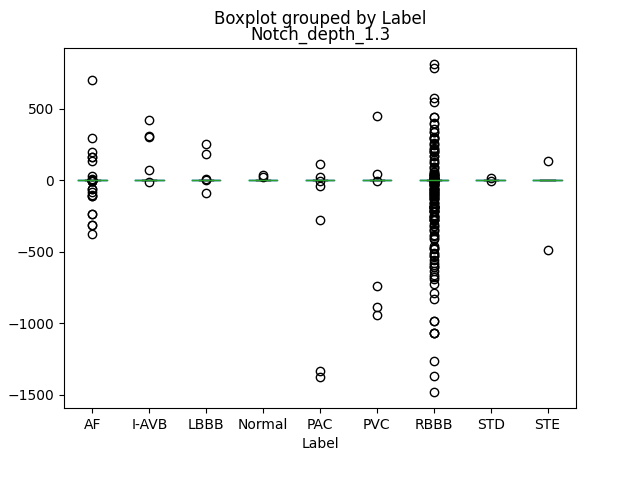 Boxplot grouped by Label
Notch_depth_1.3
500
0
−500
−1000
−1500
AF I-AVB LBBB Normal PAC PVC RBBB STD STE
Label